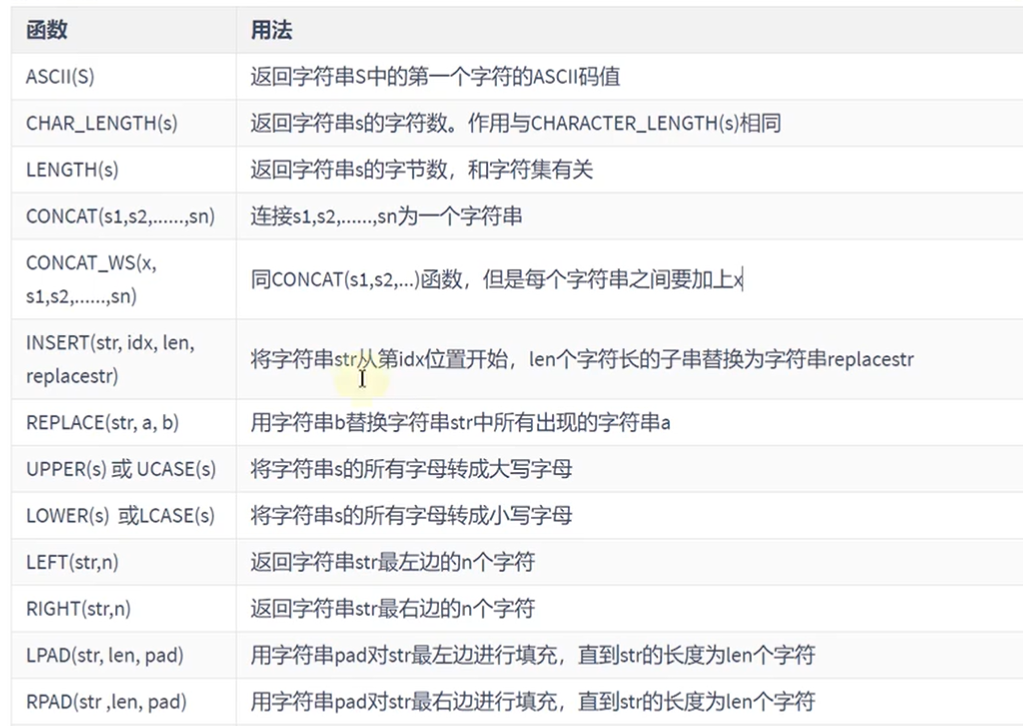 函数 用法
ASCII(S) 返回字符串S中的第一个字符的ASCII码值
CHAR_LENGTH(s) 返回字符串s的字符数。作用与CHARACTER_LENGTH(s)相同
LENGTH(s) 返回字符串s的字节数，和字符集有关
CONCAT(s1,s2,......,sn) 连接s1,s2,......,sn为一个字符串
CONCAT_WS(x,
s1,s2,......,sn) 同CONCAT(s1,s2,...)函数，但是每个字符串之间要加上x
INSERT(str, idx, len,
replacestr) 将字符串str从第idx位置开始，len个字符长的子串替换为字符串replacestr
REPLACE(str, a, b) 用字符串b替换字符串str中所有出现的字符串a
UPPER(s) 或 UCASE(s) 将字符串s的所有字母转成大写字母
LOWER(s) 或LCASE(s) 将字符串s的所有字母转成小写字母
LEFT(str,n) 返回字符串str最左边的n个字符
RIGHT(str,n) 返回字符串str最右边的n个字符
LPAD(str, len, pad) 用字符串pad对str最左边进行填充，直到str的长度为len个字符
RPAD(str ,len, pad) 用字符串pad对str最右边进行填充，直到str的长度为len个字符